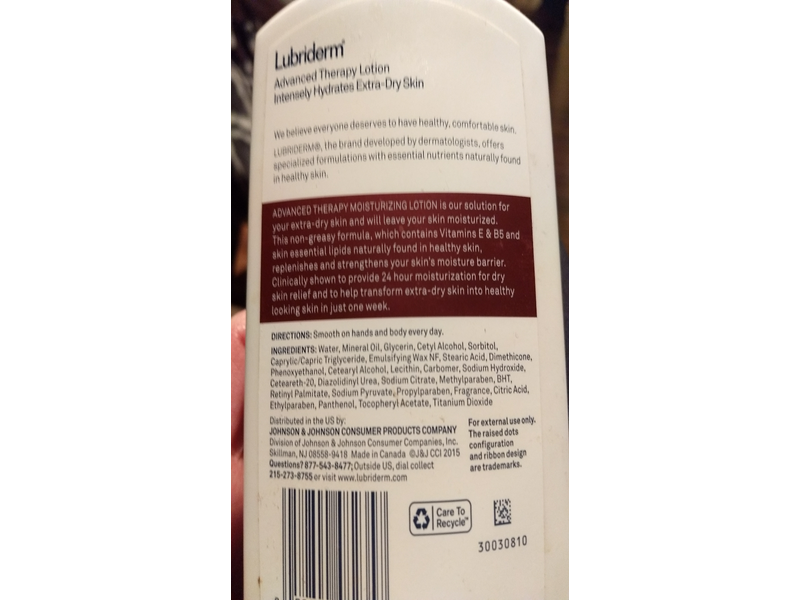 Lubriderm®
Advanced Therapy Lotion
Intensely Hydrates Extra-Dry Skin
We believe everyone deserves to have healthy, comfortable skin.
LUBRIDERM®, the brand developed by dermatologists, offers
specialized formulations with essential nutrients naturally found
in healthy skin.
ADVANCED THERAPY MOISTURIZING LOTION is our solution for
your extra-dry skin and will leave your skin moisturized.
This non-greasy formula, which contains Vitamins E & B5 and
skin essential lipids naturally found in healthy skin,
replenishes and strengthens your skin's moisture barrier.
Clinically shown to provide 24 hour moisturization for dry
skin relief and to help transform extra-dry skin into healthy
looking skin in just one week.
DIRECTIONS: Smooth on hands and body every day.
INGREDIENTS: Water, Mineral Oil, Glycerin, Cetyl Alcohol, Sorbitol,
Caprylic/Capric Triglyceride, Emulsifying Wax NF, Stearic Acid, Dimethicone,
Phenoxyethanol, Cetearyl Alcohol, Lecithin, Carbomer, Sodium Hydroxide,
Ceteareth-20, Diazolidinyl Urea, Sodium Citrate, Methylparaben, BHT,
Retinyl Palmitate, Sodium Pyruvate, Propylparaben, Fragrance, Citric Acid,
Ethylparaben, Panthenol, Tocopheryl Acetate, Titanium Dioxide
Distributed in the US by:
JOHNSON & JOHNSON CONSUMER PRODUCTS COMPANY
Division of Johnson & Johnson Consumer Companies, Inc.
Skillman, NJ 08558-9418 Made in Canada ©J&J CCI 2015
Questions? 877-543-8477; Outside US, dial collect
215-273-8755 or visit www.lubriderm.com
For external use only.
The raised dots
configuration
and ribbon design
are trademarks.
Care To
Recycle™
30030810